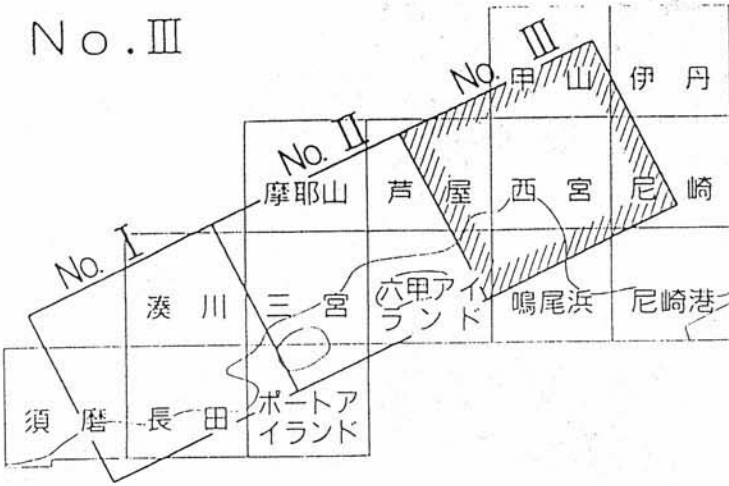 No.Ⅲ
No. Ⅲ
甲山 伊丹
No. Ⅱ
摩耶山 芦屋 西宮 尼崎
No. Ⅰ
湊川 三宮 六甲アイランド 鳴尾浜 尼崎港
須磨 長田 ポートアイランド